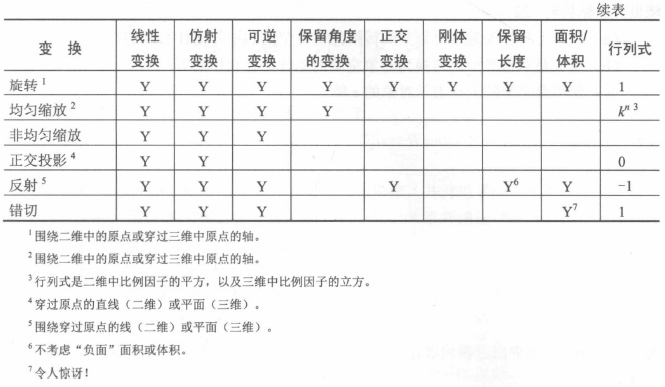 续表
变 换 线性变换 仿射变换 可逆变换 保留角度的变换 正交变换 刚体变换 保留长度 面积/体积 行列式
旋转1 Y Y Y Y Y Y Y Y 1
均匀缩放2 Y Y Y Y kn 3
非均匀缩放 Y Y Y
正交投影4 Y Y 0
反射5 Y Y Y Y Y6 Y -1
错切 Y Y Y Y7 1
1围绕二维中的原点或穿过三维中原点的轴。
2围绕二维中的原点或穿过三维中原点的轴。
3行列式是二维中比例因子的平方，以及三维中比例因子的立方。
4穿过原点的直线（二维）或平面（三维）。
5围绕穿过原点的线（二维）或平面（三维）。
6不考虑“负面”面积或体积。
7令人惊讶！